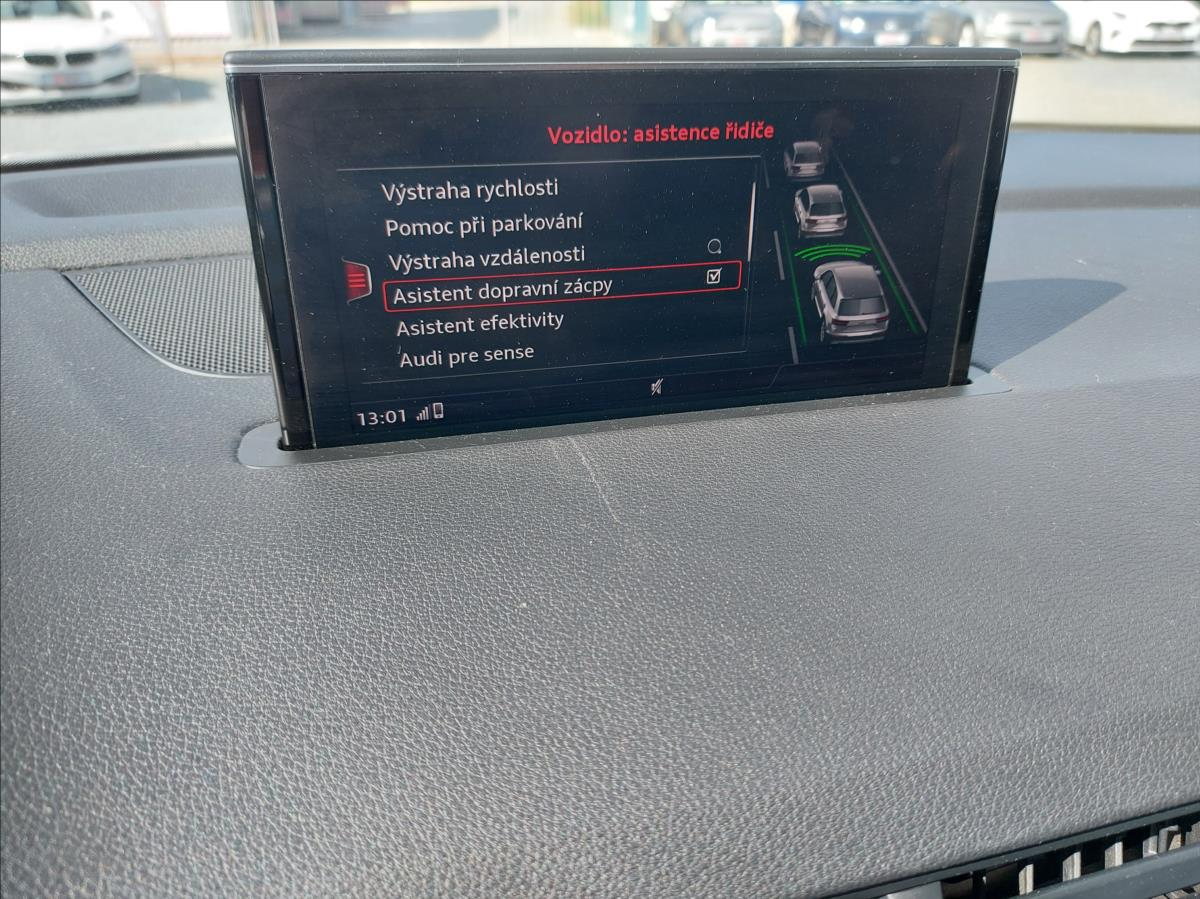 Vozidlo: asistence řidiče
Výstraha rychlosti
Pomoc při parkování
Výstraha vzdálenosti
Asistent dopravní zácpy
Asistent efektivity
Audi pre sense
13:01